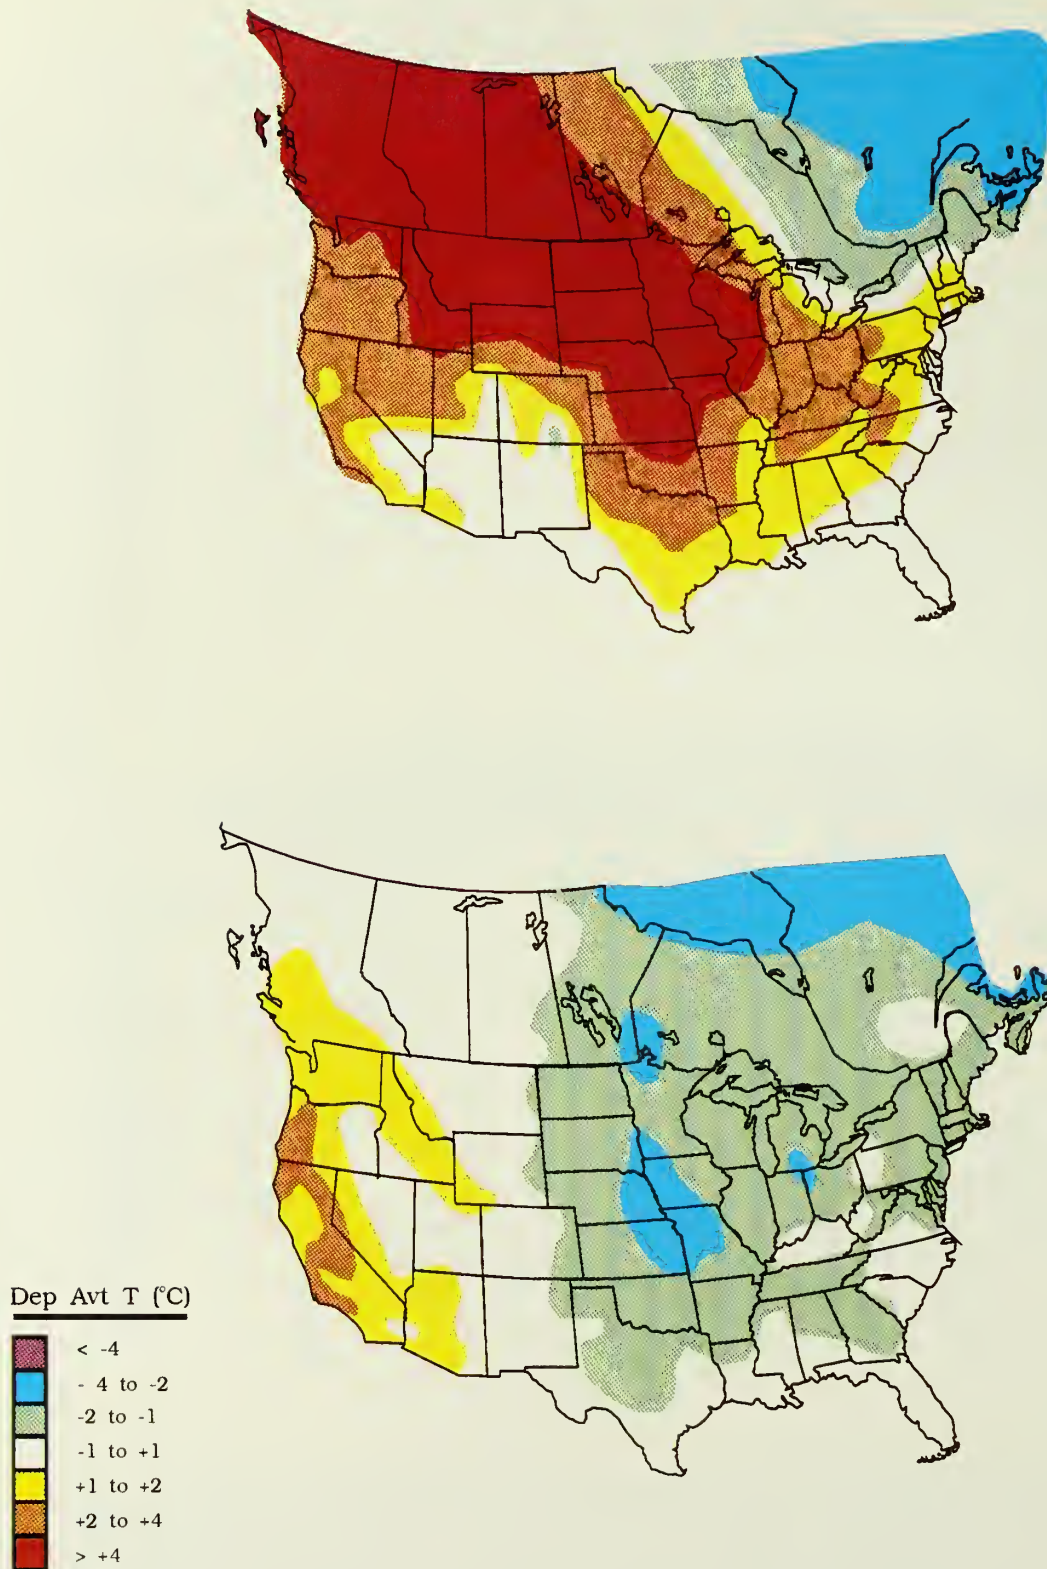 Dep Avt T (°C)
< -4
- 4 to -2
-2 to -1
-1 to +1
+1 to +2
+2 to +4
> +4